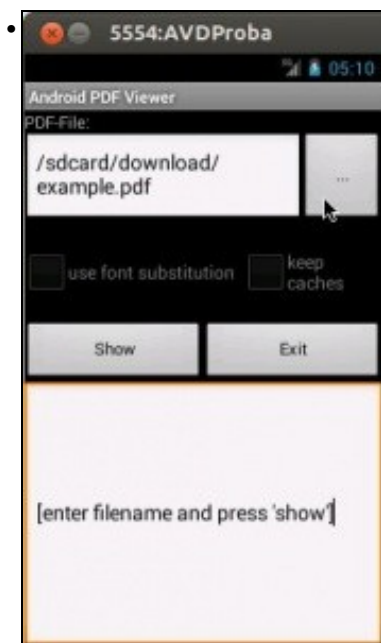 5554:AVDProba
05:10
Android PDF Viewer
PDF-File:
/sdcard/download/
example.pdf
...
use font substitution
keep
caches
Show
Exit
[enter filename and press 'show']